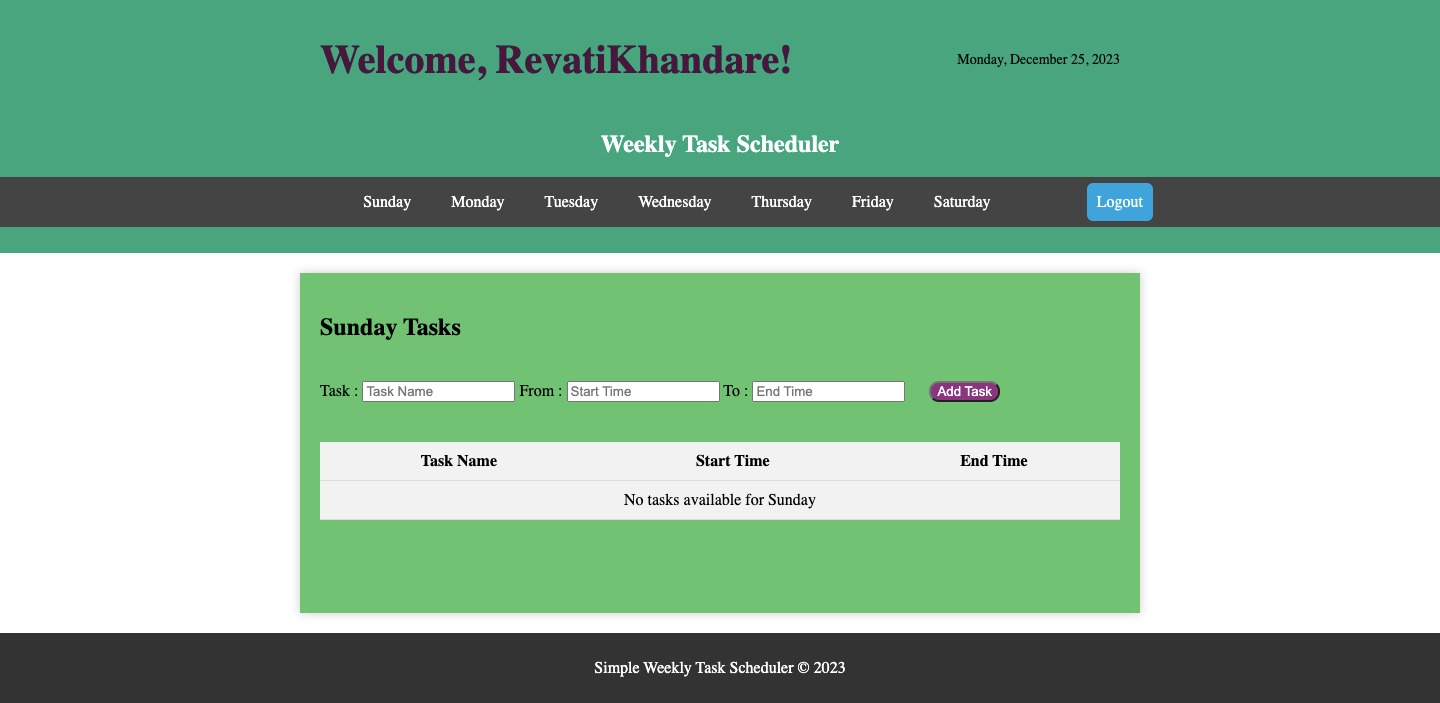 Welcome, RevatiKhandare!
Monday, December 25, 2023
Weekly Task Scheduler
Sunday Monday Tuesday Wednesday Thursday Friday Saturday Logout
Sunday Tasks
Task : Task Name From : Start Time To : End Time Add Task
Task Name Start Time End Time
No tasks available for Sunday
Simple Weekly Task Scheduler © 2023